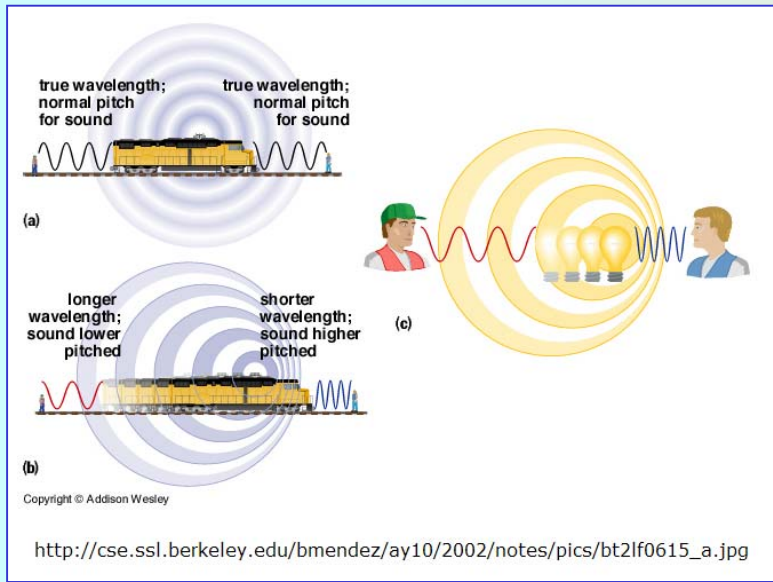 true wavelength;
normal pitch
for sound
true wavelength;
normal pitch
for sound
(a)
longer
wavelength;
sound lower
pitched
shorter
wavelength;
sound higher
pitched
(b)
(c)
Copyright © Addison Wesley
http://cse.ssl.berkeley.edu/bmendez/ay10/2002/notes/pics/bt2lf0615_a.jpg